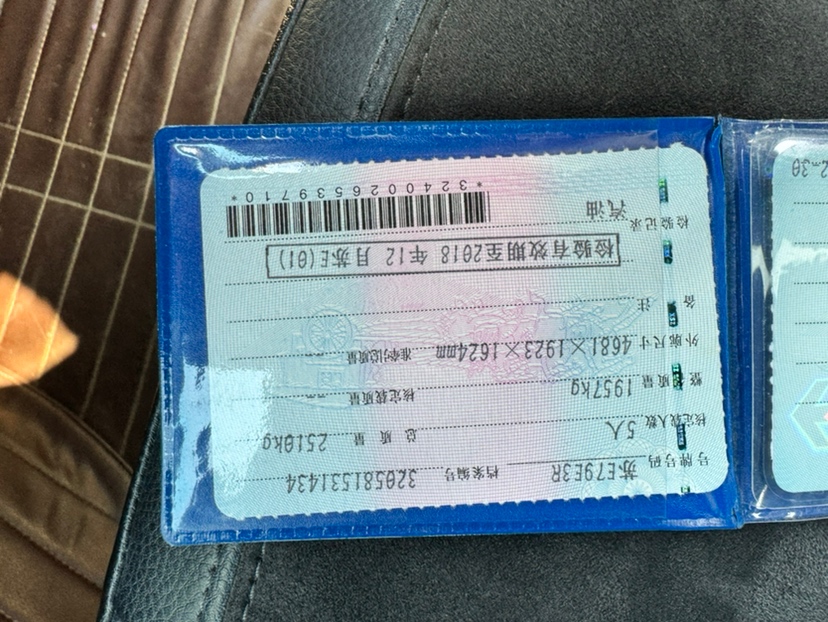 号牌号码 苏E79E3R 档案编号 320581531434
核定载人数 5人 总质量 2510kg
整备质量 1957kg 核定载质量 --
外廓尺寸 4681×1923×1624mm 准牵引总质量 --
备注
检验有效期至2018年12月苏E(01)
检验记录
汽油
*3240026539710*